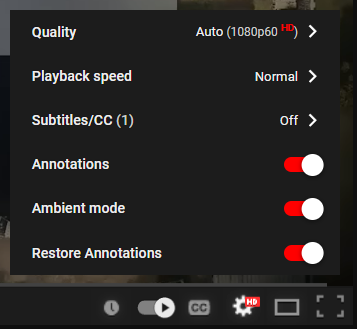 Quality Auto (1080p60 HD)
Playback speed Normal
Subtitles/CC (1) Off
Annotations
Ambient mode
Restore Annotations
CC HD